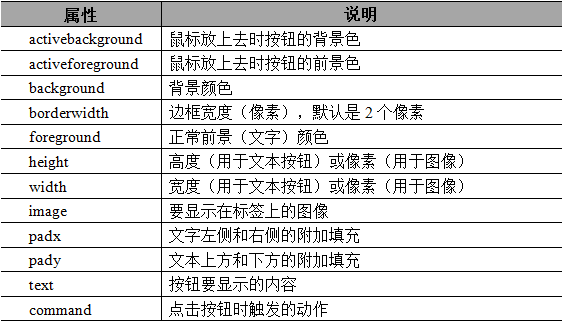 属性 说明
activebackground 鼠标放上去时按钮的背景色
activeforeground 鼠标放上去时按钮的前景色
background 背景颜色
borderwidth 边框宽度（像素），默认是 2 个像素
foreground 正常前景（文字）颜色
height 高度（用于文本按钮）或像素（用于图像）
width 宽度（用于文本按钮）或像素（用于图像）
image 要显示在标签上的图像
padx 文字左侧和右侧的附加填充
pady 文本上方和下方的附加填充
text 按钮要显示的内容
command 点击按钮时触发的动作